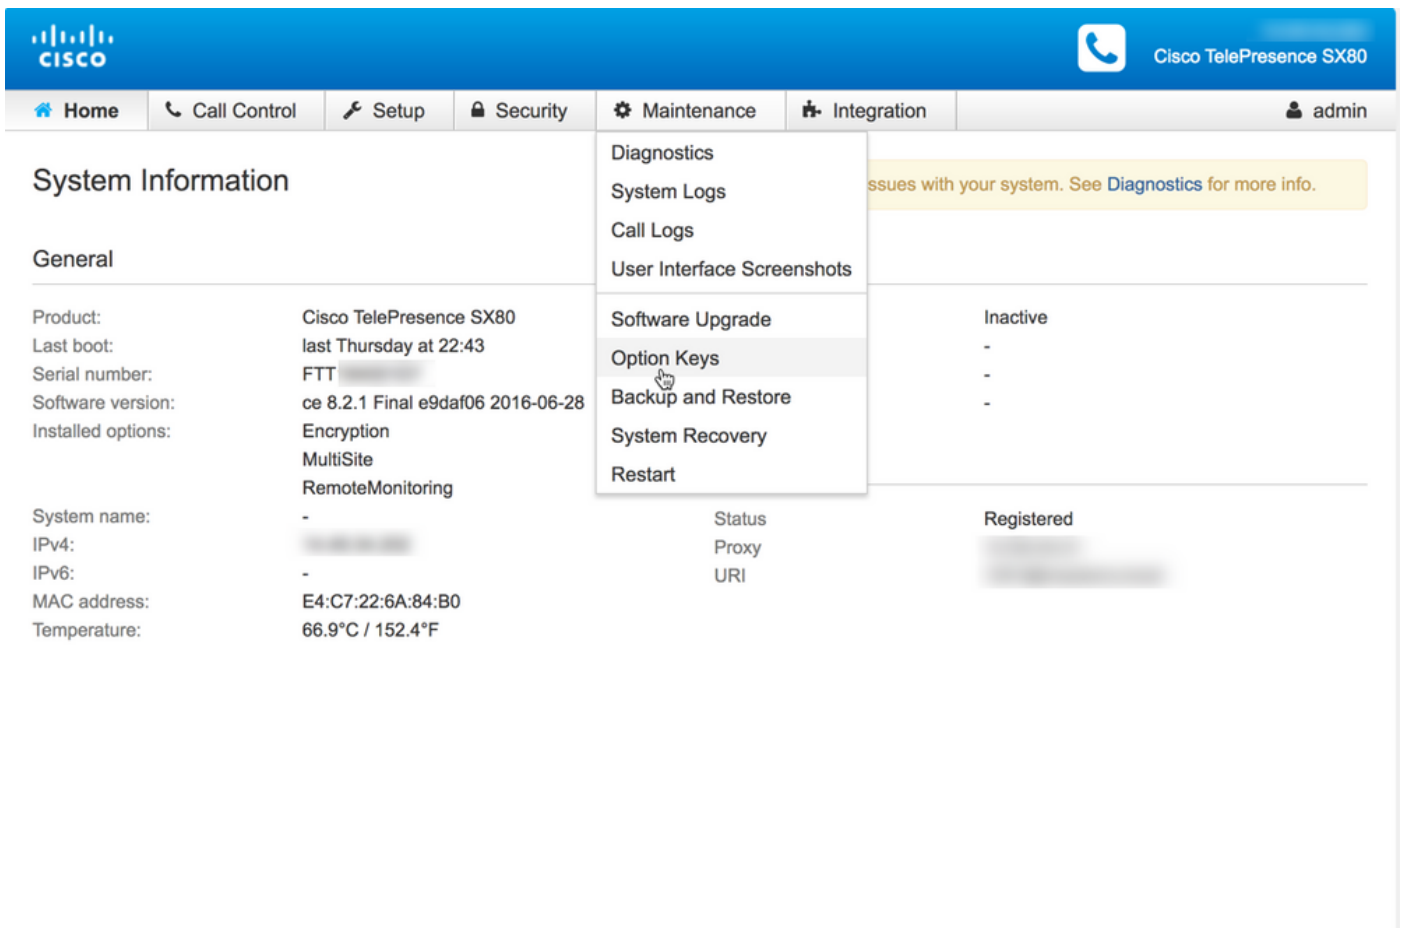 CISCO
Cisco TelePresence SX80
Home Call Control Setup Security Maintenance Integration admin
System Information
ssues with your system. See Diagnostics for more info.
Diagnostics
System Logs
Call Logs
User Interface Screenshots
Software Upgrade
Option Keys
Backup and Restore
System Recovery
Restart
General
Product: Cisco TelePresence SX80
Last boot: last Thursday at 22:43
Serial number: FTT
Software version: ce 8.2.1 Final e9daf06 2016-06-28
Installed options: Encryption
MultiSite
RemoteMonitoring
System name: -
IPv4:
IPv6: -
MAC address: E4:C7:22:6A:84:B0
Temperature: 66.9°C / 152.4°F
Inactive
-
-
-
Status Registered
Proxy
URI